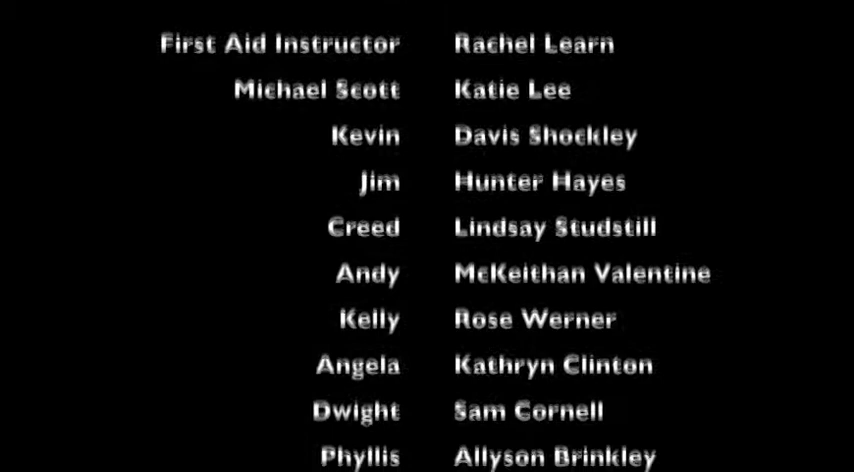 First Aid Instructor Rachel Learn
Michael Scott Katie Lee
Kevin Davis Shockley
Jim Hunter Hayes
Creed Lindsay Studstill
Andy McKeithan Valentine
Kelly Rose Werner
Angela Kathryn Clinton
Dwight Sam Cornell
Phyllis Allyson Brinkley